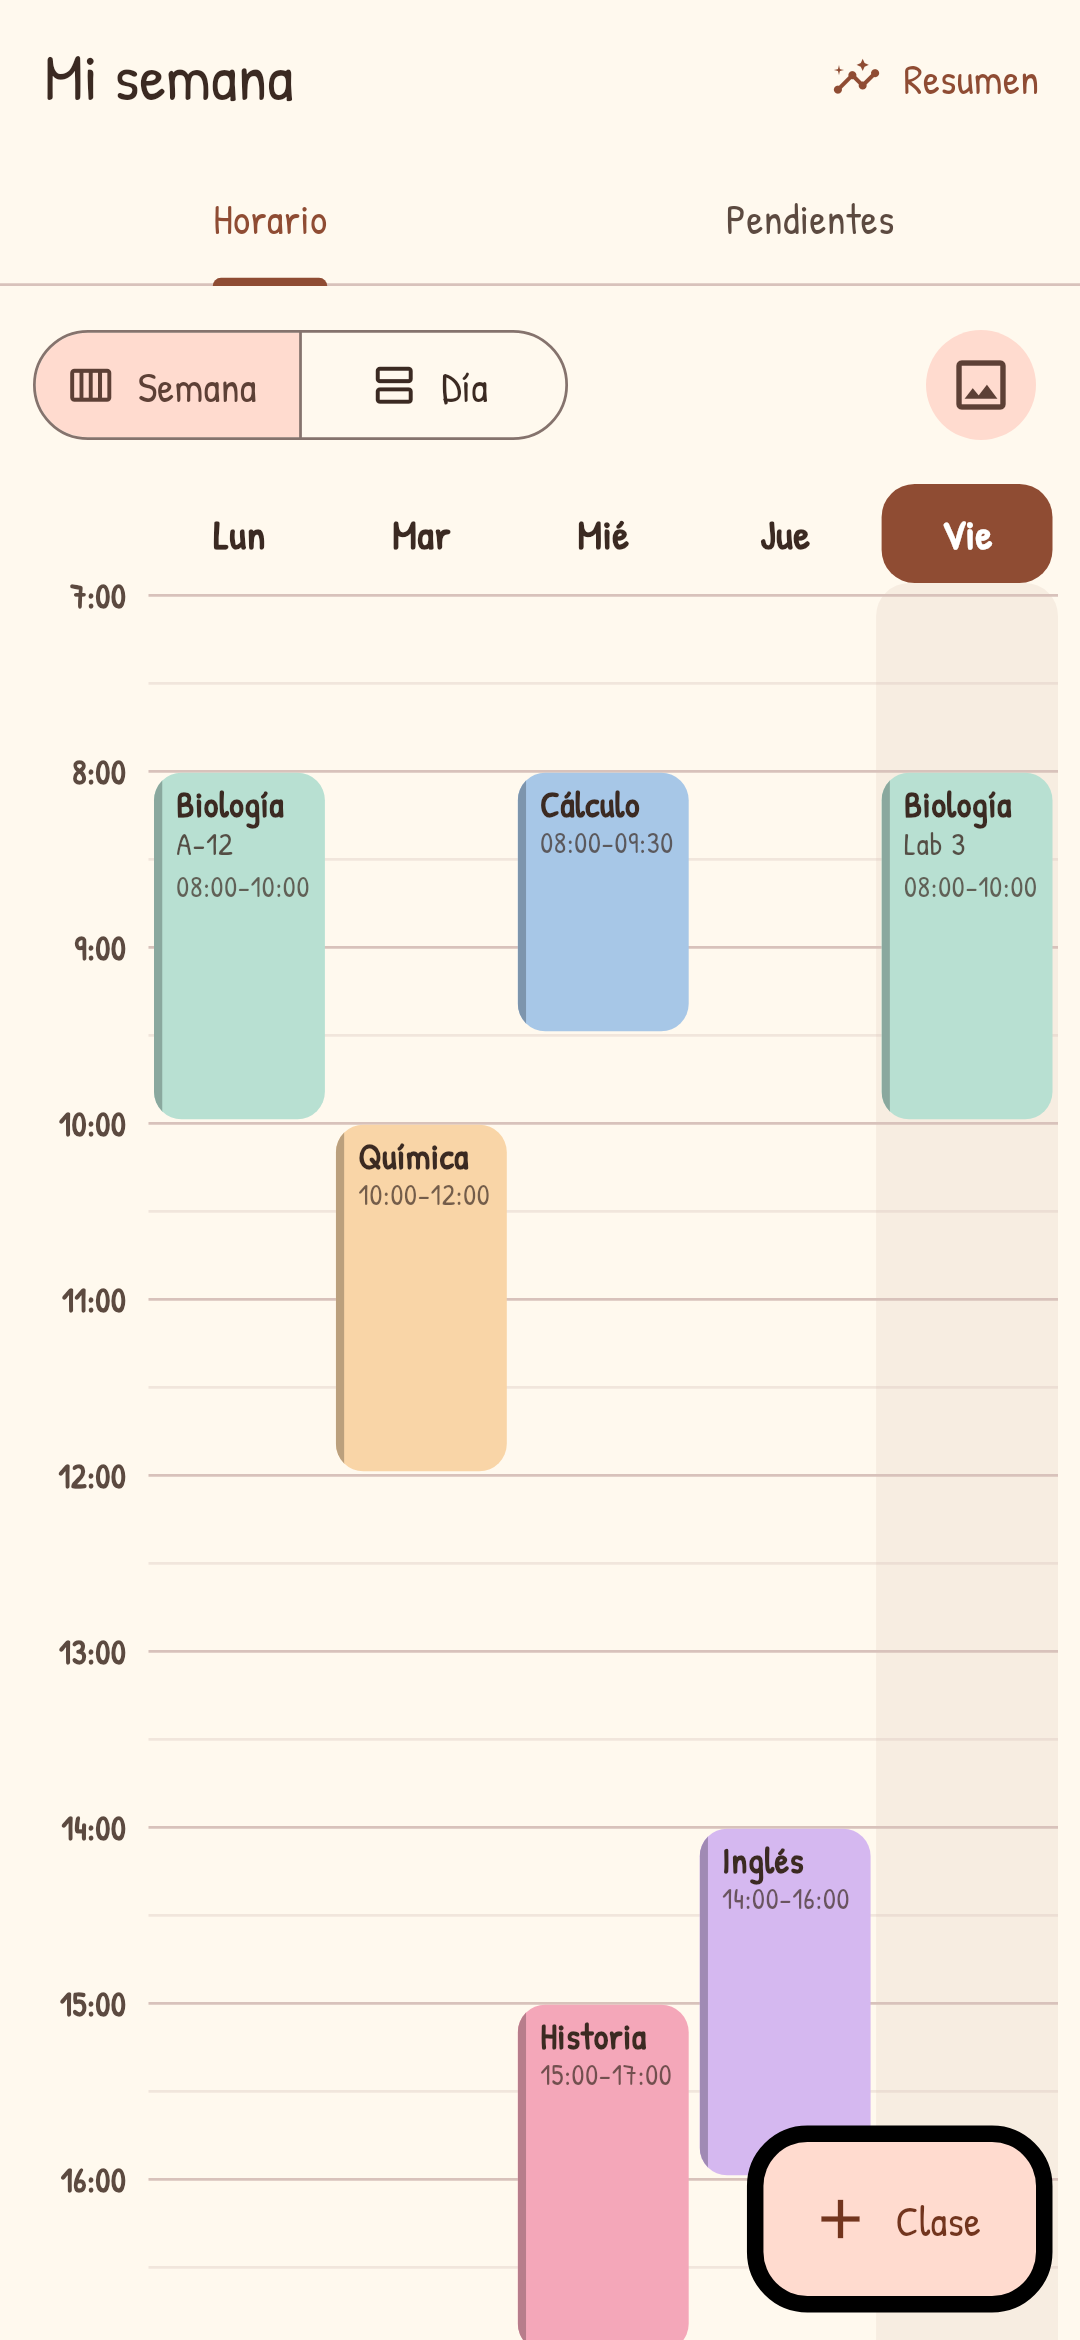 Mi semana
Resumen
Horario
Pendientes
Semana
Día
Lun
Mar
Mié
Jue
Vie
7:00
8:00
Biología
A-12
08:00-10:00
Cálculo
08:00-09:30
Biología
Lab 3
08:00-10:00
9:00
10:00
Química
10:00-12:00
11:00
12:00
13:00
14:00
Inglés
14:00-16:00
15:00
Historia
15:00-17:00
16:00
+ Clase